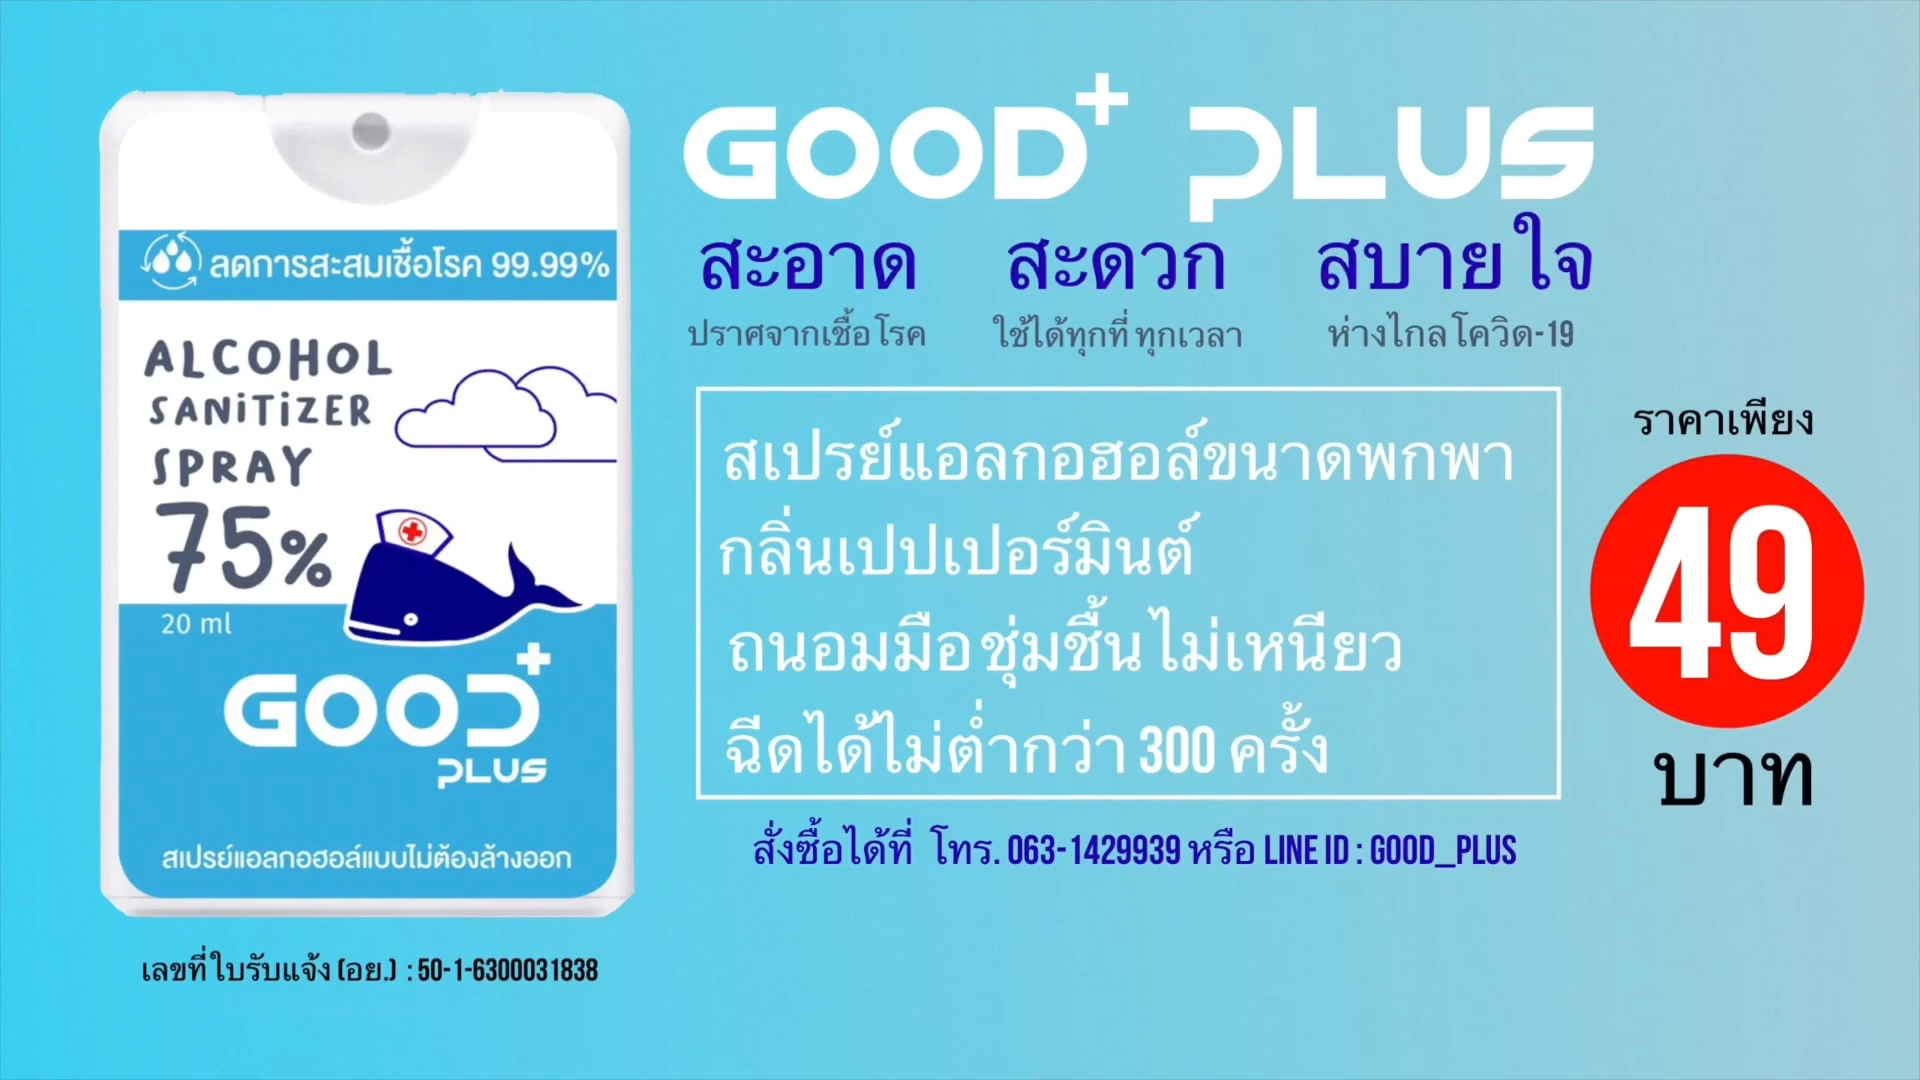 ลดการสะสมเชื้อโรค 99.99%
ALCOHOL
SANITIZER
SPRAY
75%
20 ml
GOOD+
PLUS
สเปรย์แอลกอฮอล์แบบไม่ต้องล้างออก
เลขที่ใบรับแจ้ง (อย.) : 50-1-6300031838
GOOD+ PLUS
สะอาด สะดวก สบายใจ
ปราศจากเชื้อโรค ใช้ได้ทุกที่ ทุกเวลา ห่างไกลโควิด-19
สเปรย์แอลกอฮอล์ขนาดพกพา
กลิ่นเปปเปอร์มินต์
ถนอมมือ ชุ่มชื้น ไม่เหนียว
ฉีดได้ไม่ต่ำกว่า 300 ครั้ง
สั่งซื้อได้ที่ โทร. 063-1429939 หรือ LINE ID : GOOD_PLUS
ราคาเพียง
49
บาท